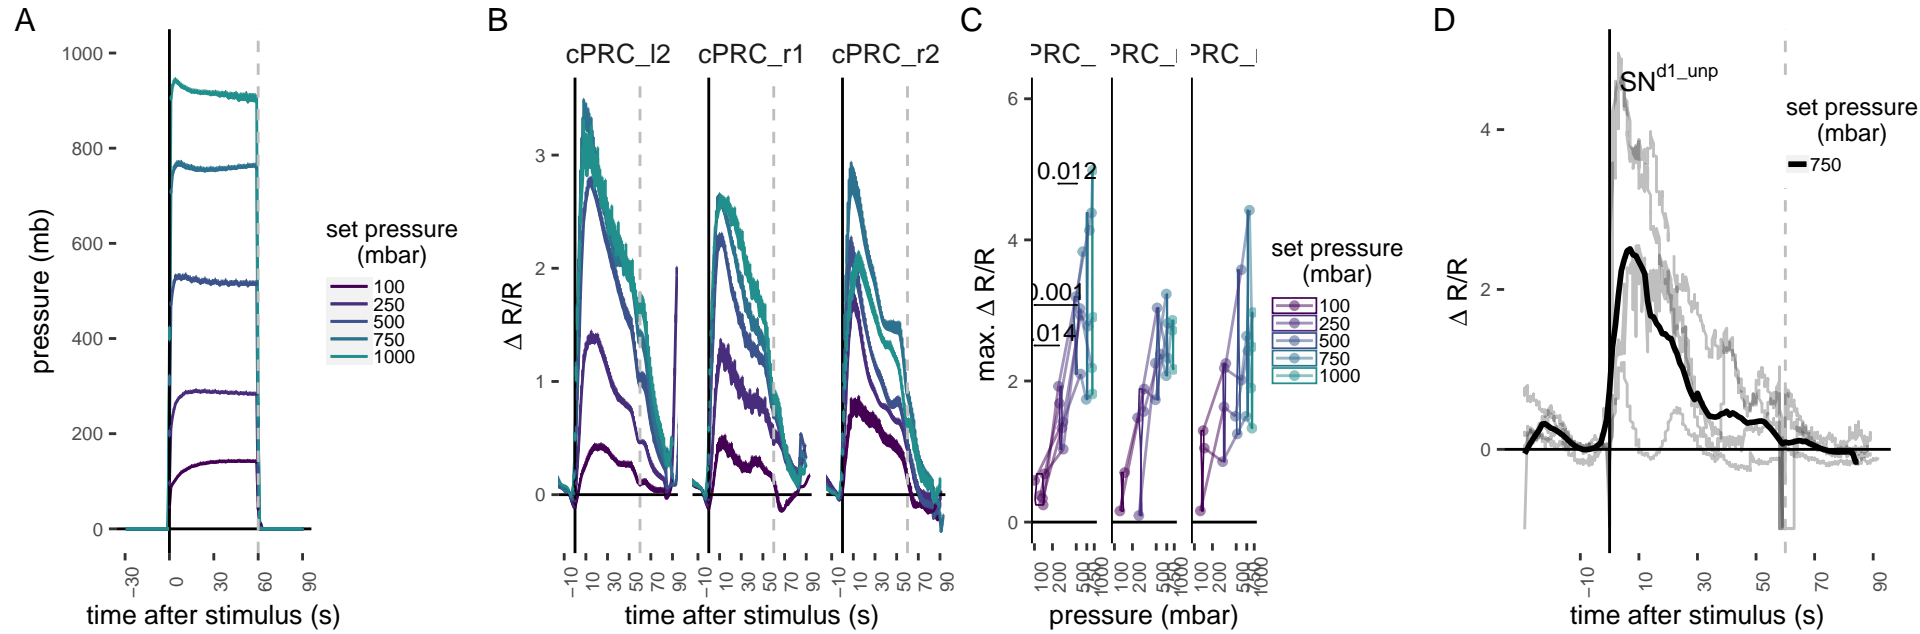 A
1000
800
600
400
200
0
pressure (mb)
-30
0
30
60
90
time after stimulus (s)
set pressure
(mbar)
100
250
500
750
1000
B
cPRC_l2
cPRC_r1
cPRC_r2
3
2
1
0
Δ R/R
-10
10
30
50
70
90
-10
10
30
50
70
90
-10
10
30
50
70
90
time after stimulus (s)
C
PRC_
PRC_r
PRC_r
6
4
2
0
max. Δ R/R
0.012
0.001
.014
100
200
500
1000
100
200
500
1000
100
200
500
1000
pressure (mbar)
set pressure
(mbar)
100
250
500
750
1000
D
SN^d1_unp
4
2
0
Δ R/R
-10
10
30
50
70
90
time after stimulus (s)
set pressure
(mbar)
750